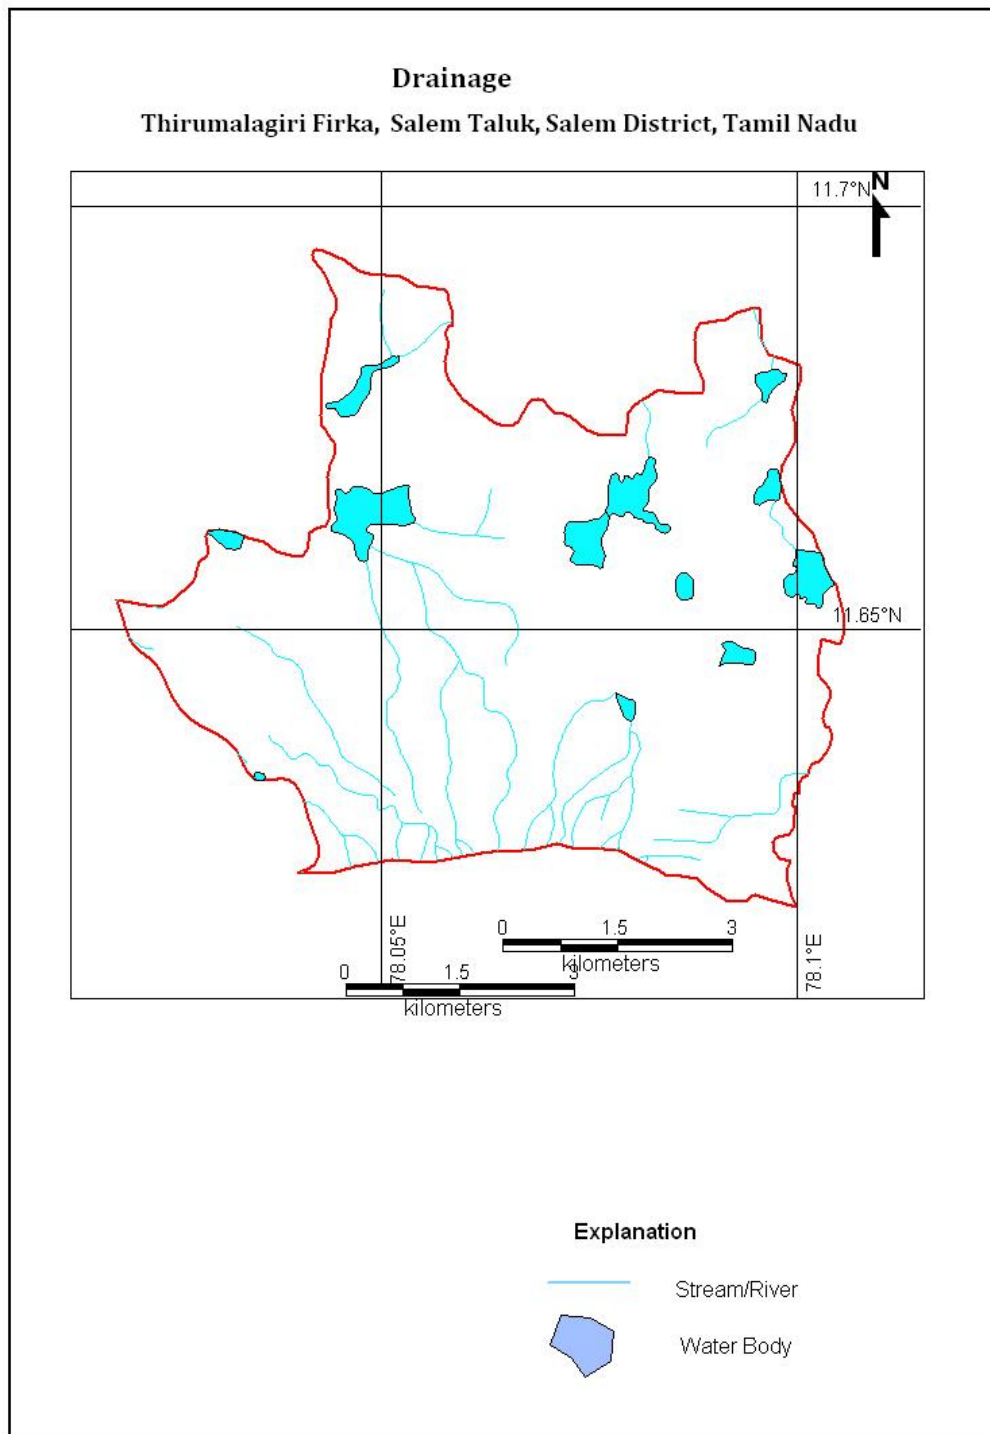 Drainage
Thirumalagiri Firka, Salem Taluk, Salem District, Tamil Nadu
N
11.7°N
11.65°N
78.05°E
78.1°E
0 1.5 3
kilometers
0 1.5 3
kilometers
Explanation
Stream/River
Water Body